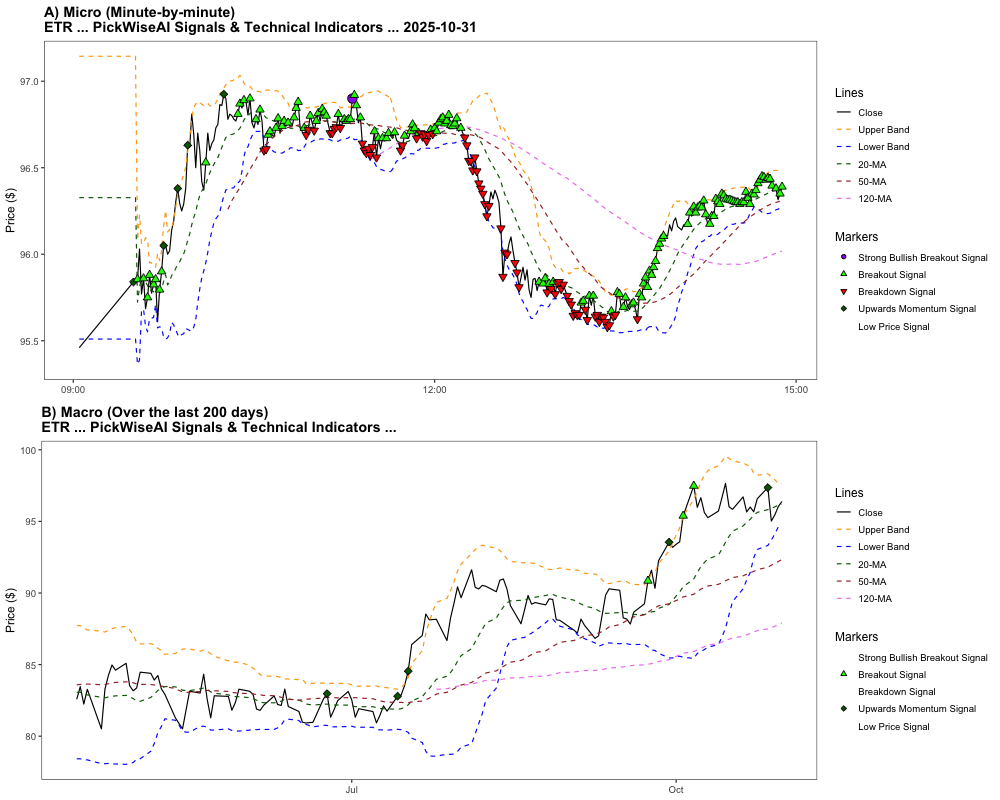 A) Micro (Minute-by-minute)
ETR ... PickWiseAI Signals & Technical Indicators ... 2025-10-31
97.0
96.5
96.0
95.5
Price ($)
09:00
12:00
15:00
Lines
Close
Upper Band
Lower Band
20-MA
50-MA
120-MA
Markers
Strong Bullish Breakout Signal
Breakout Signal
Breakdown Signal
Upwards Momentum Signal
Low Price Signal
B) Macro (Over the last 200 days)
ETR ... PickWiseAI Signals & Technical Indicators ...
100
95
90
85
80
Price ($)
Jul
Oct
Lines
Close
Upper Band
Lower Band
20-MA
50-MA
120-MA
Markers
Strong Bullish Breakout Signal
Breakout Signal
Breakdown Signal
Upwards Momentum Signal
Low Price Signal